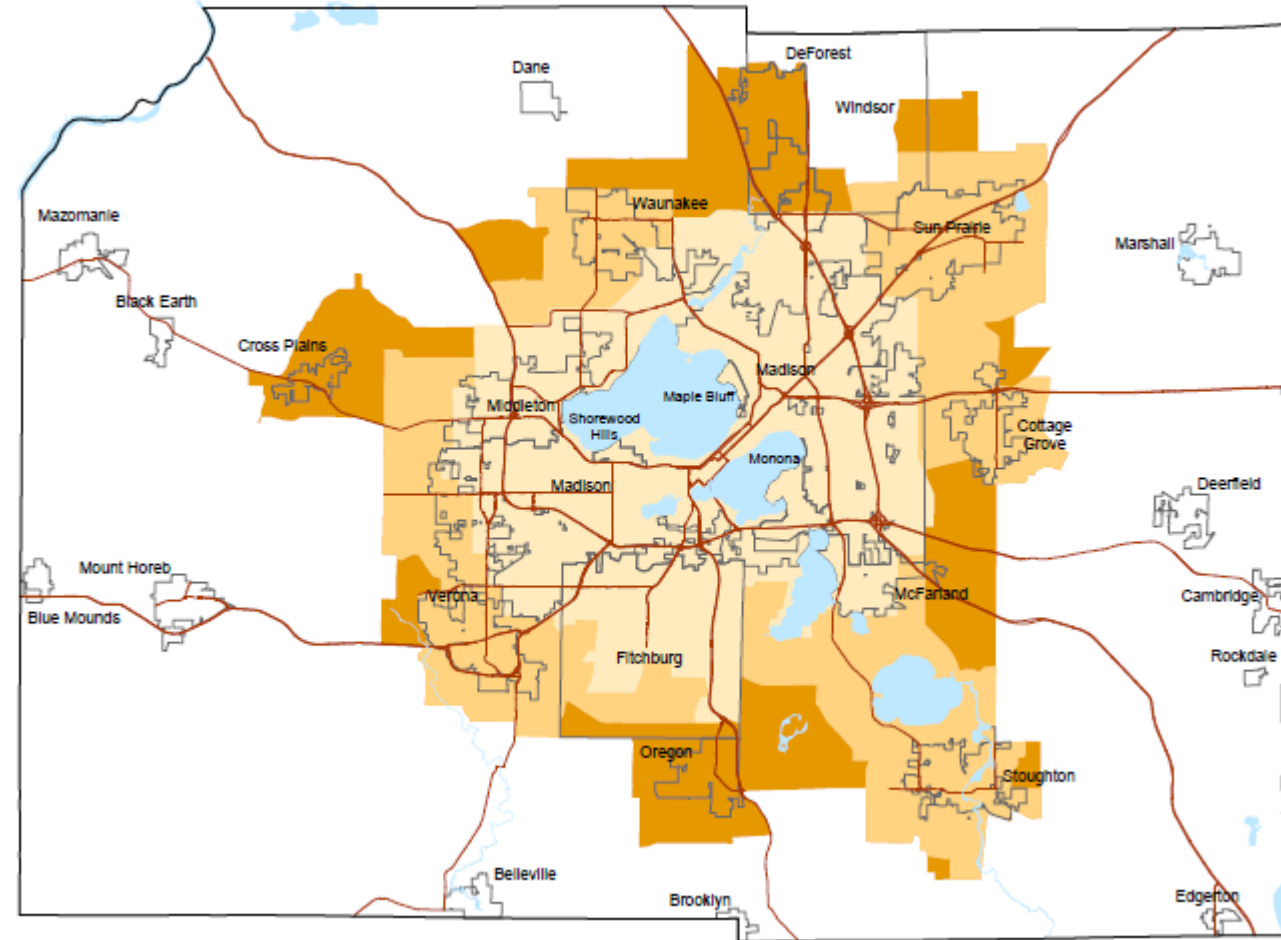 DeForest
Dane
Windsor
Waunakee
Mazomanie
Sun Prairie
Marshall
Black Earth
Cross Plains
Madison
Maple Bluff
Middleton
Shorewood
Hills
Cottage
Grove
Monona
Madison
Deerfield
Mount Horeb
Verona
McFarland
Cambridge
Blue Mounds
Fitchburg
Rockdale
Oregon
Stoughton
Belleville
Brooklyn
Edgerton